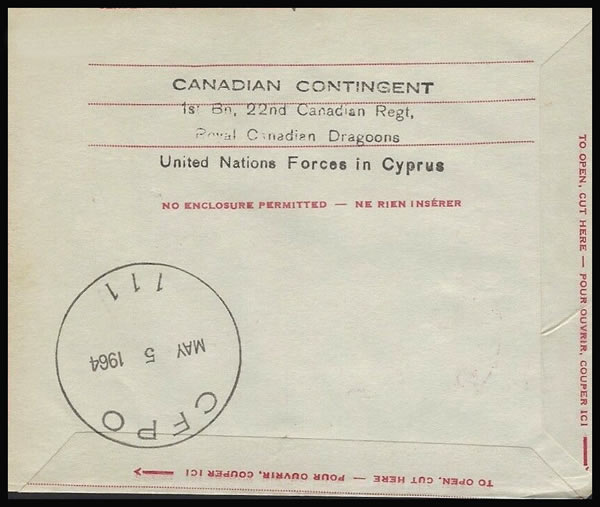 CANADIAN CONTINGENT
1st Bn, 22nd Canadian Regt,
Royal Canadian Dragoons
United Nations Forces in Cyprus
NO ENCLOSURE PERMITTED — NE RIEN INSÉRER
TO OPEN, CUT HERE — POUR OUVRIR, COUPER ICI
111
MAY 5 1964
CFPO
TO OPEN, CUT HERE — POUR OUVRIR, COUPER ICI